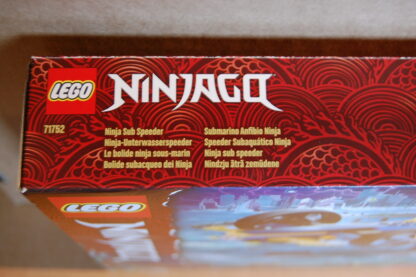 LEGO NINJAGO
71752
Ninja Sub Speeder
Ninja-Unterwasserspeeder
Le bolide ninja sous-marin
Bolide subacqueo dei Ninja
Submarino Anfibio Ninja
Speeder Subaquático Ninja
Ninja sub speeder
Nindzju ātrā zemūdene
LEGO
NINJAGO